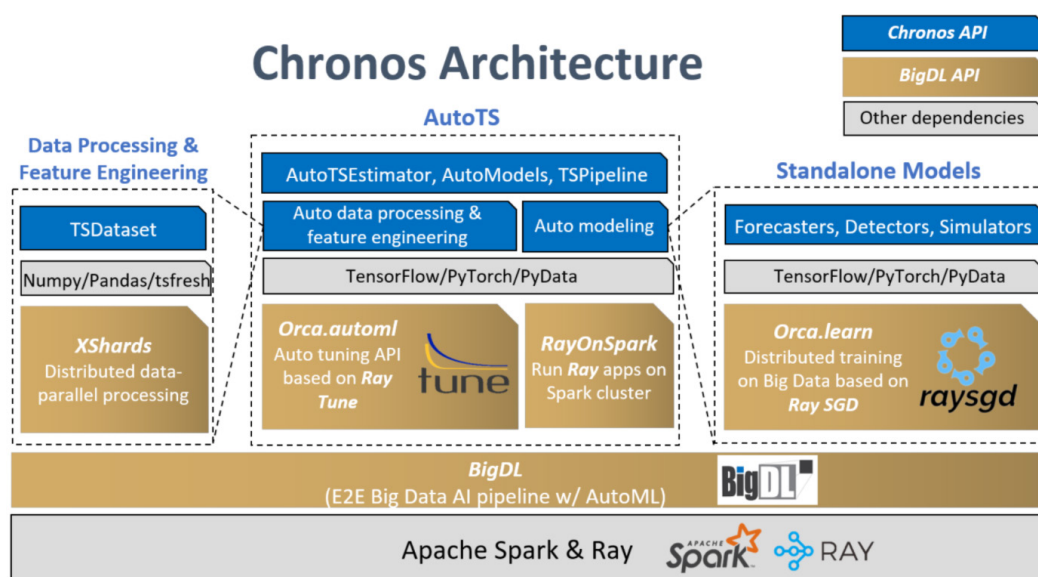 Chronos Architecture
Chronos API
BigDL API
Other dependencies
Data Processing &
Feature Engineering
TSDataset
Numpy/Pandas/tsfresh
XShards
Distributed data-
parallel processing
AutoTS
AutoTSEstimator, AutoModels, TSPipeline
Auto data processing &
feature engineering
Auto modeling
TensorFlow/PyTorch/PyData
Orca.automl
Auto tuning API
based on Ray
Tune
tune
RayOnSpark
Run Ray apps on
Spark cluster
Standalone Models
Forecasters, Detectors, Simulators
TensorFlow/PyTorch/PyData
Orca.learn
Distributed training
on Big Data based on
Ray SGD
raysgd
BigDL
(E2E Big Data AI pipeline w/ AutoML)
BigDL
Apache Spark & Ray
APACHE
Spark
RAY